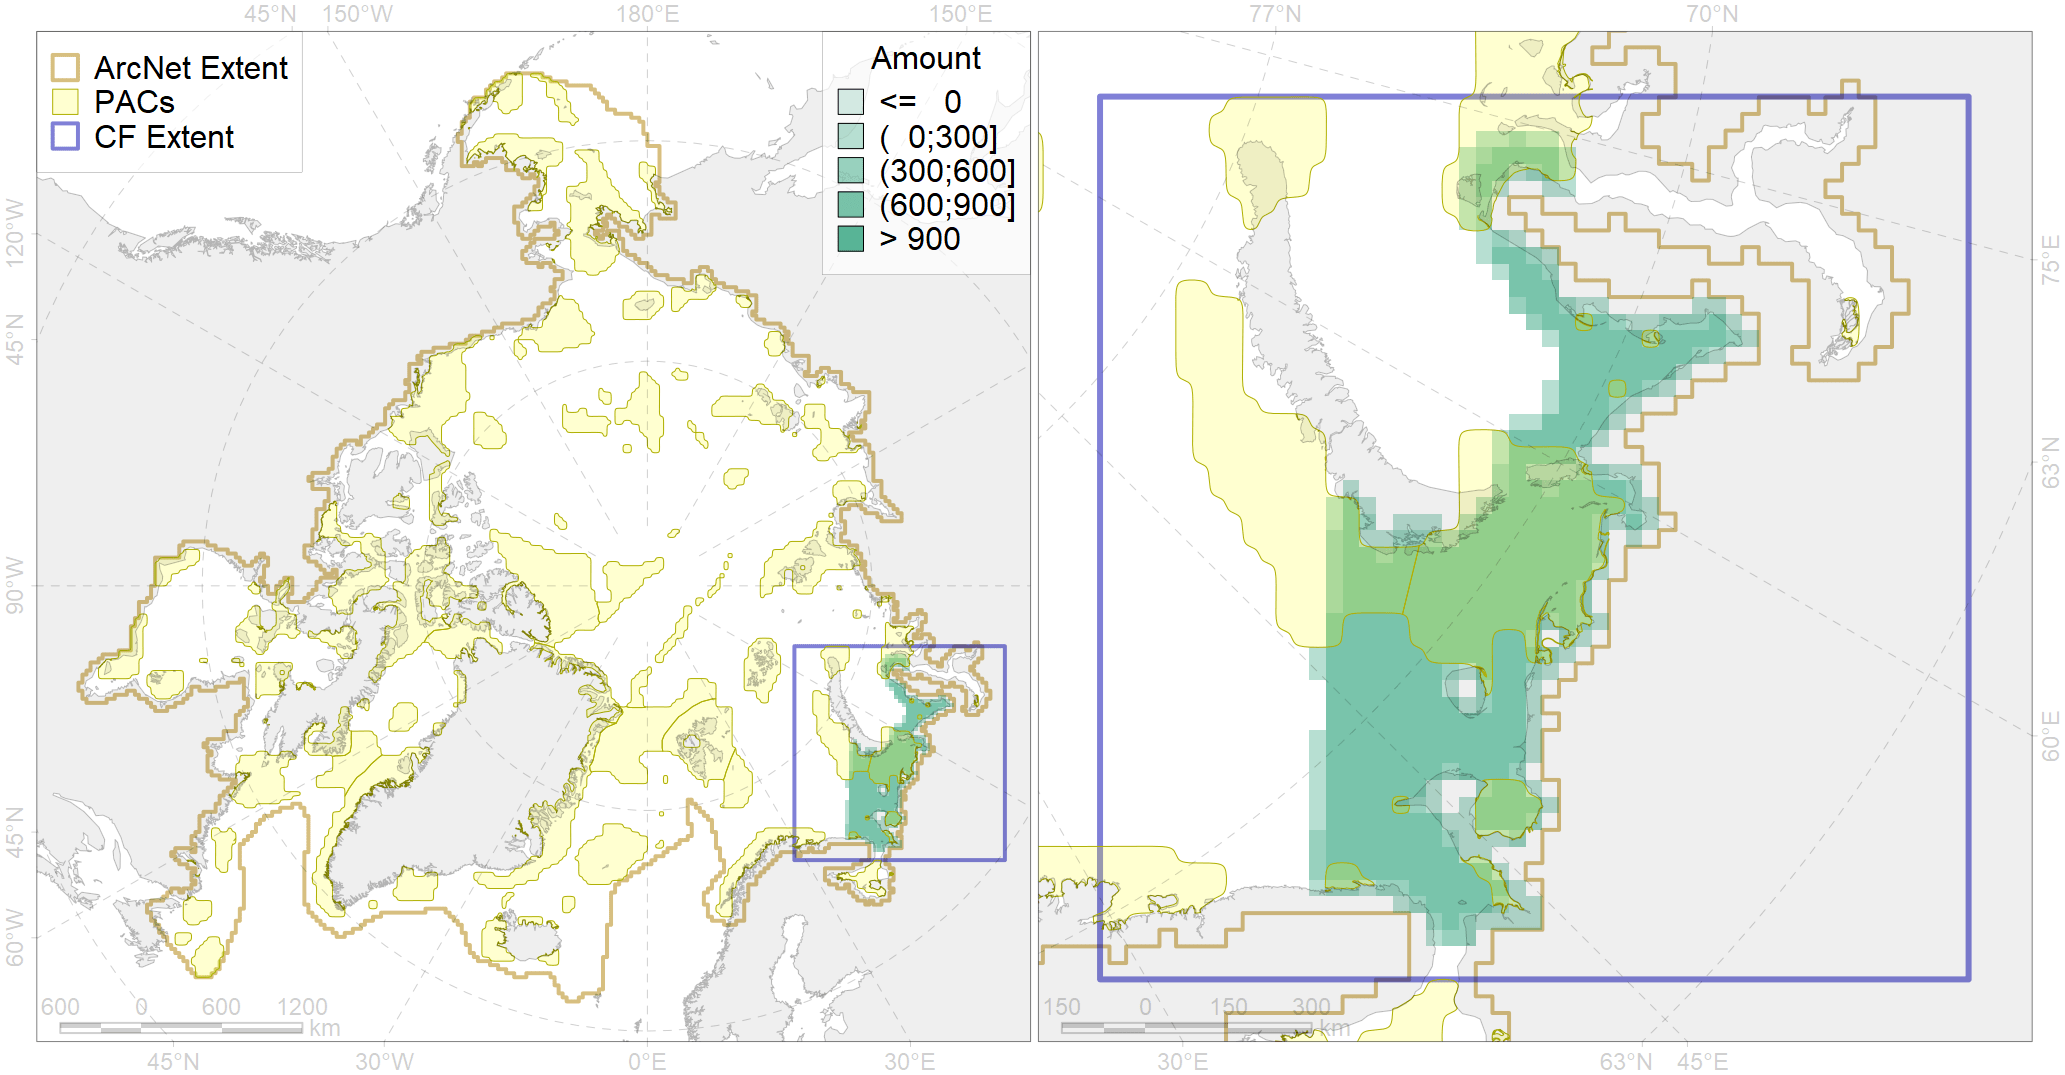 45°N 150°W 180°E 150°E 77°N 70°N
ArcNet Extent
PACs
CF Extent
Amount
<= 0
( 0;300]
(300;600]
(600;900]
> 900
120°W
45°N
90°W
45°N
60°W
75°E
63°N
60°E
600 0 600 1200
km
150 0 150 300
km
45°N 30°W 0°E 30°E 30°E 63°N 45°E